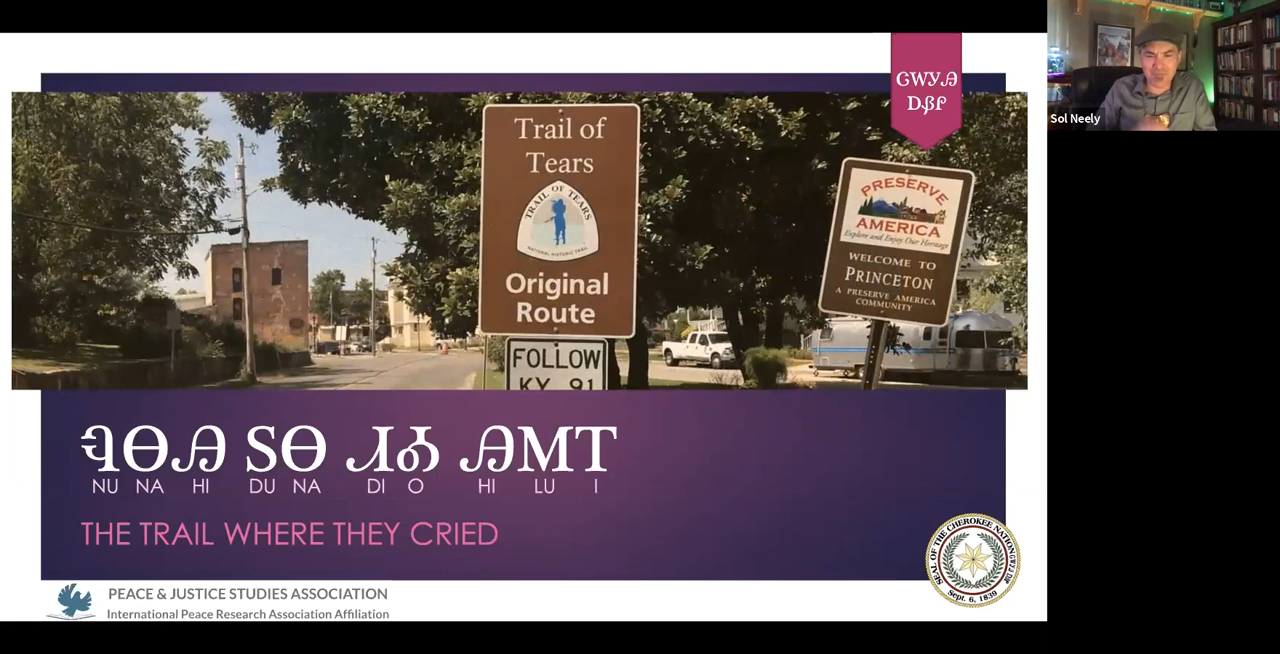 ᏣᎳᎩᎯ
ᎠᏰᎵ
Sol Neely
Trail of
Tears
TRAIL OF TEARS
NATIONAL HISTORIC TRAIL
Original
Route
FOLLOW
KY 91
PRESERVE
AMERICA
Explore and Enjoy Our Heritage
WELCOME TO
PRINCETON
A PRESERVE AMERICA
COMMUNITY
ᏄᎾᎯ ᏚᎾ ᏗᎣ ᎯᎷᎢ
NU NA HI DU NA DI O HI LU I
THE TRAIL WHERE THEY CRIED
SEAL OF THE CHEROKEE NATION
Sept. 6, 1839
PEACE & JUSTICE STUDIES ASSOCIATION
International Peace Research Association Affiliation